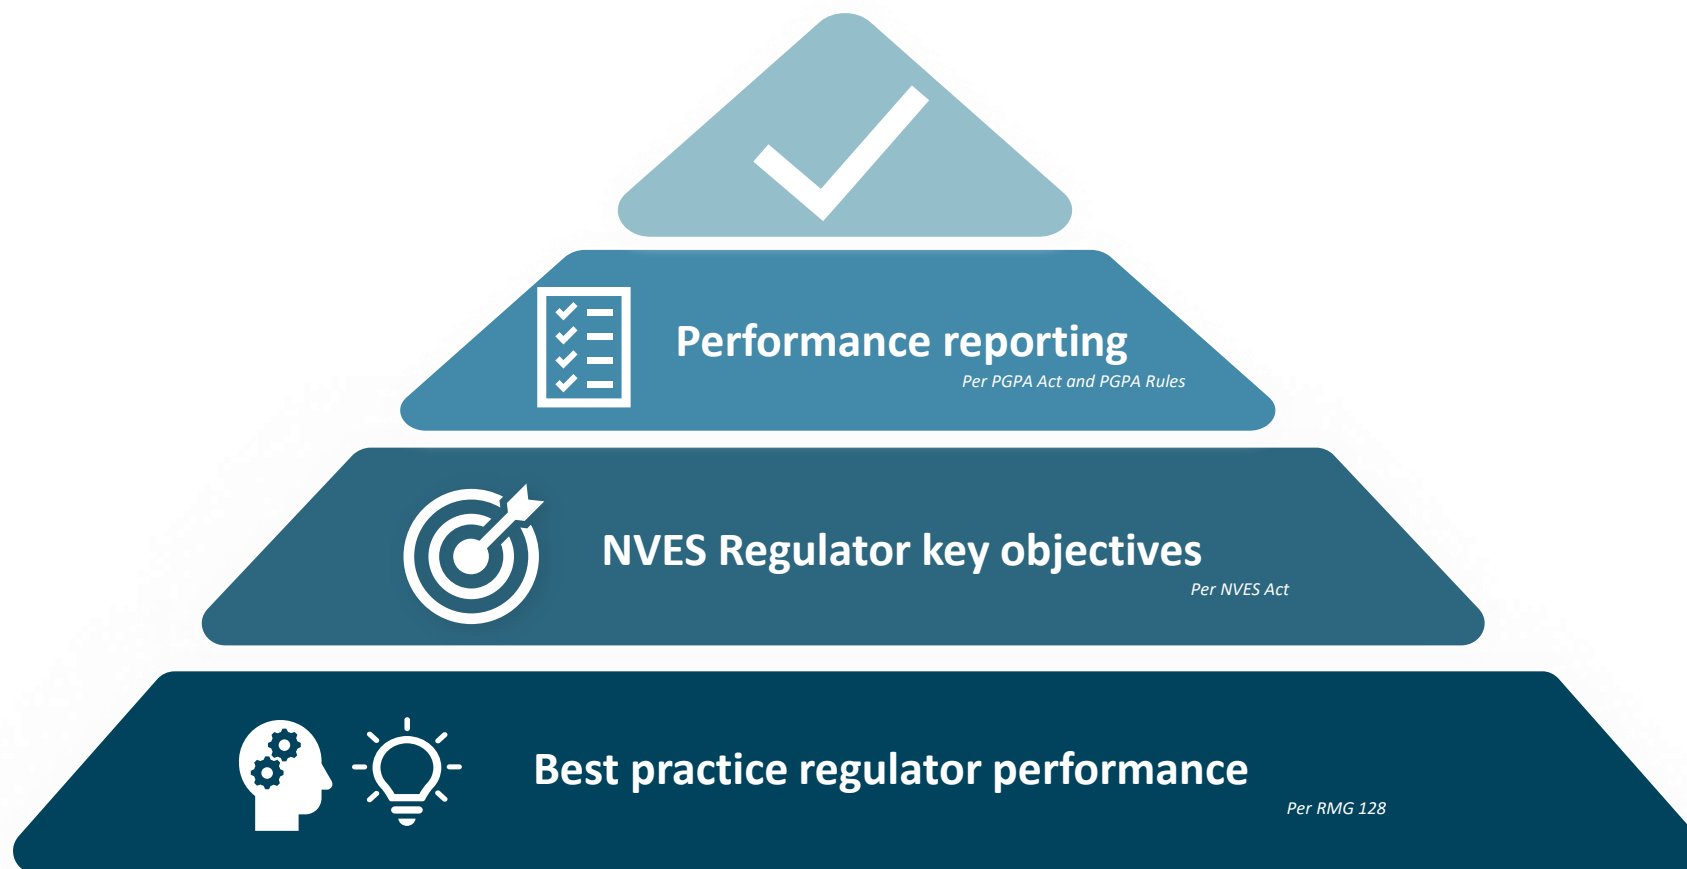 Performance reporting
Per PGPA Act and PGPA Rules
NVES Regulator key objectives
Per NVES Act
Best practice regulator performance
Per RMG 128